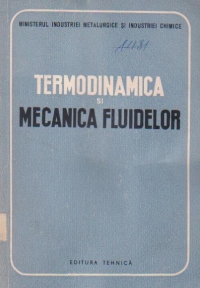 MINISTERUL INDUSTRIEI METALURGICE ȘI INDUSTRIEI CHIMICE
TERMODINAMICA
ȘI
MECANICA FLUIDELOR
EDITURA TEHNICĂ